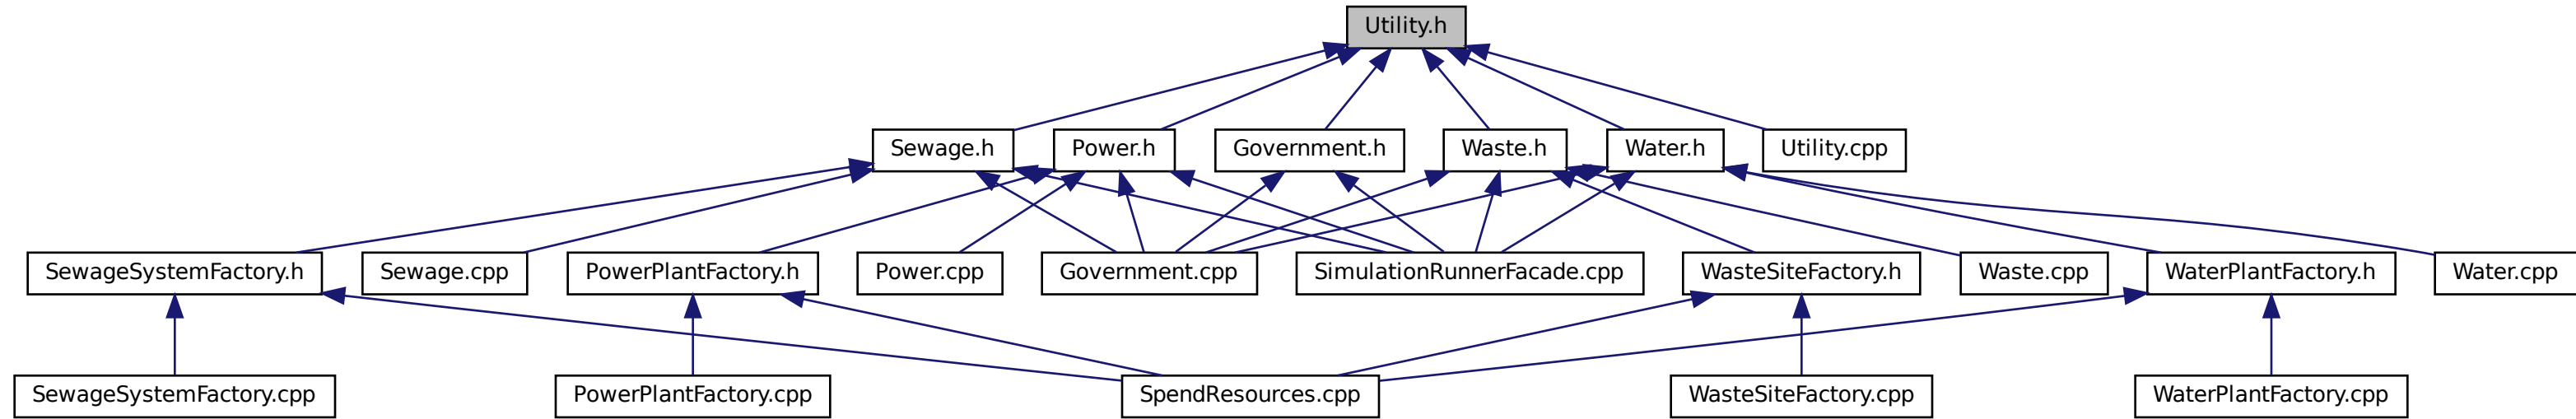 Utility.h
Sewage.h
Power.h
Government.h
Waste.h
Water.h
Utility.cpp
SewageSystemFactory.h
Sewage.cpp
PowerPlantFactory.h
Power.cpp
Government.cpp
SimulationRunnerFacade.cpp
WasteSiteFactory.h
Waste.cpp
WaterPlantFactory.h
Water.cpp
SewageSystemFactory.cpp
PowerPlantFactory.cpp
SpendResources.cpp
WasteSiteFactory.cpp
WaterPlantFactory.cpp